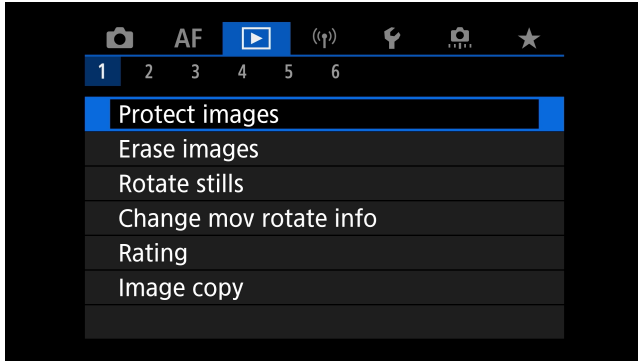 AF
1 2 3 4 5 6
Protect images
Erase images
Rotate stills
Change mov rotate info
Rating
Image copy